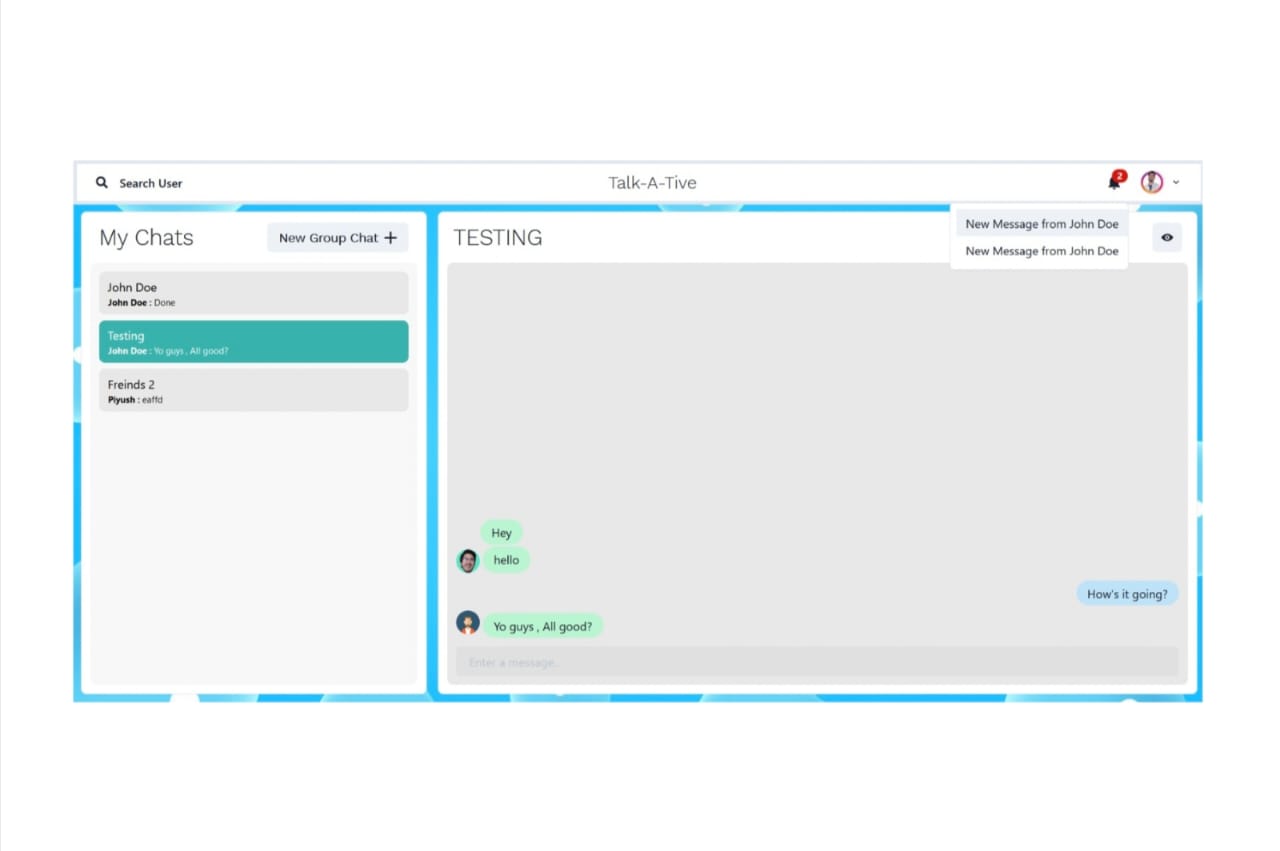 Search User
Talk-A-Tive
2
New Message from John Doe
New Message from John Doe
My Chats
New Group Chat +
John Doe
John Doe : Done
Testing
John Doe : Yo guys , All good?
Freinds 2
Piyush : eaffd
TESTING
Hey
hello
How's it going?
Yo guys , All good?
Enter a message..